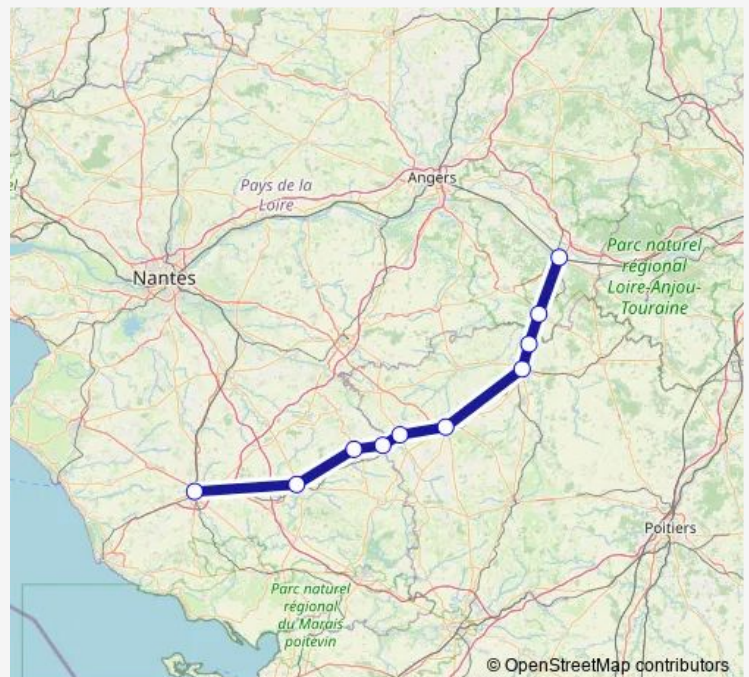 Angers
Pays de la
Loire
Parc naturel
régional
Loire-Anjou-
Touraine
Nantes
Poitiers
Parc naturel
régional
du Marais
poitevin
© OpenStreetMap contributors